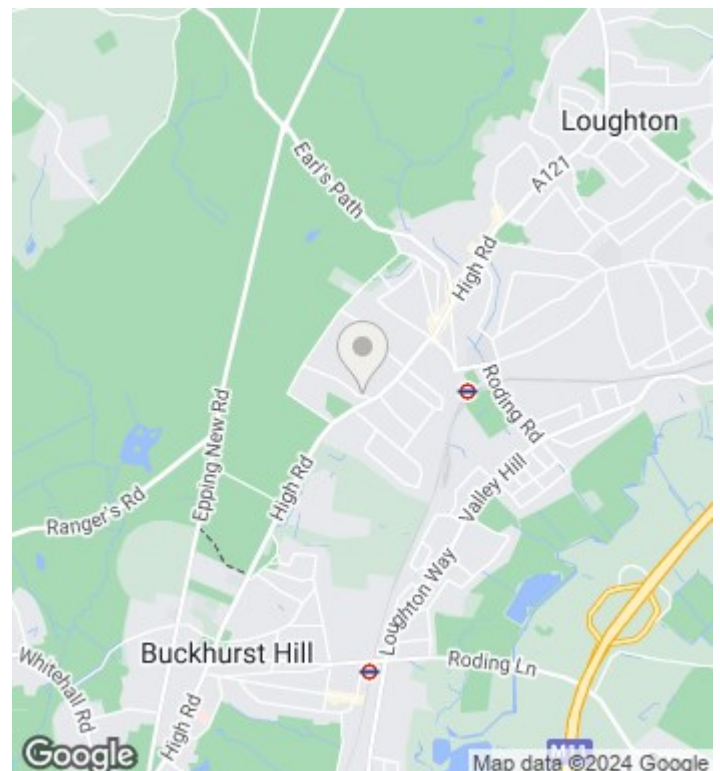 Loughton
A121
Earl's Path
High Rd
Roding Rd
Epping New Rd
High Rd
Valley Hill
Ranger's Rd
Loughton Way
Buckhurst Hill
Roding Ln
Whitehall Rd
High Rd
M11
Google
Map data ©2024 Google